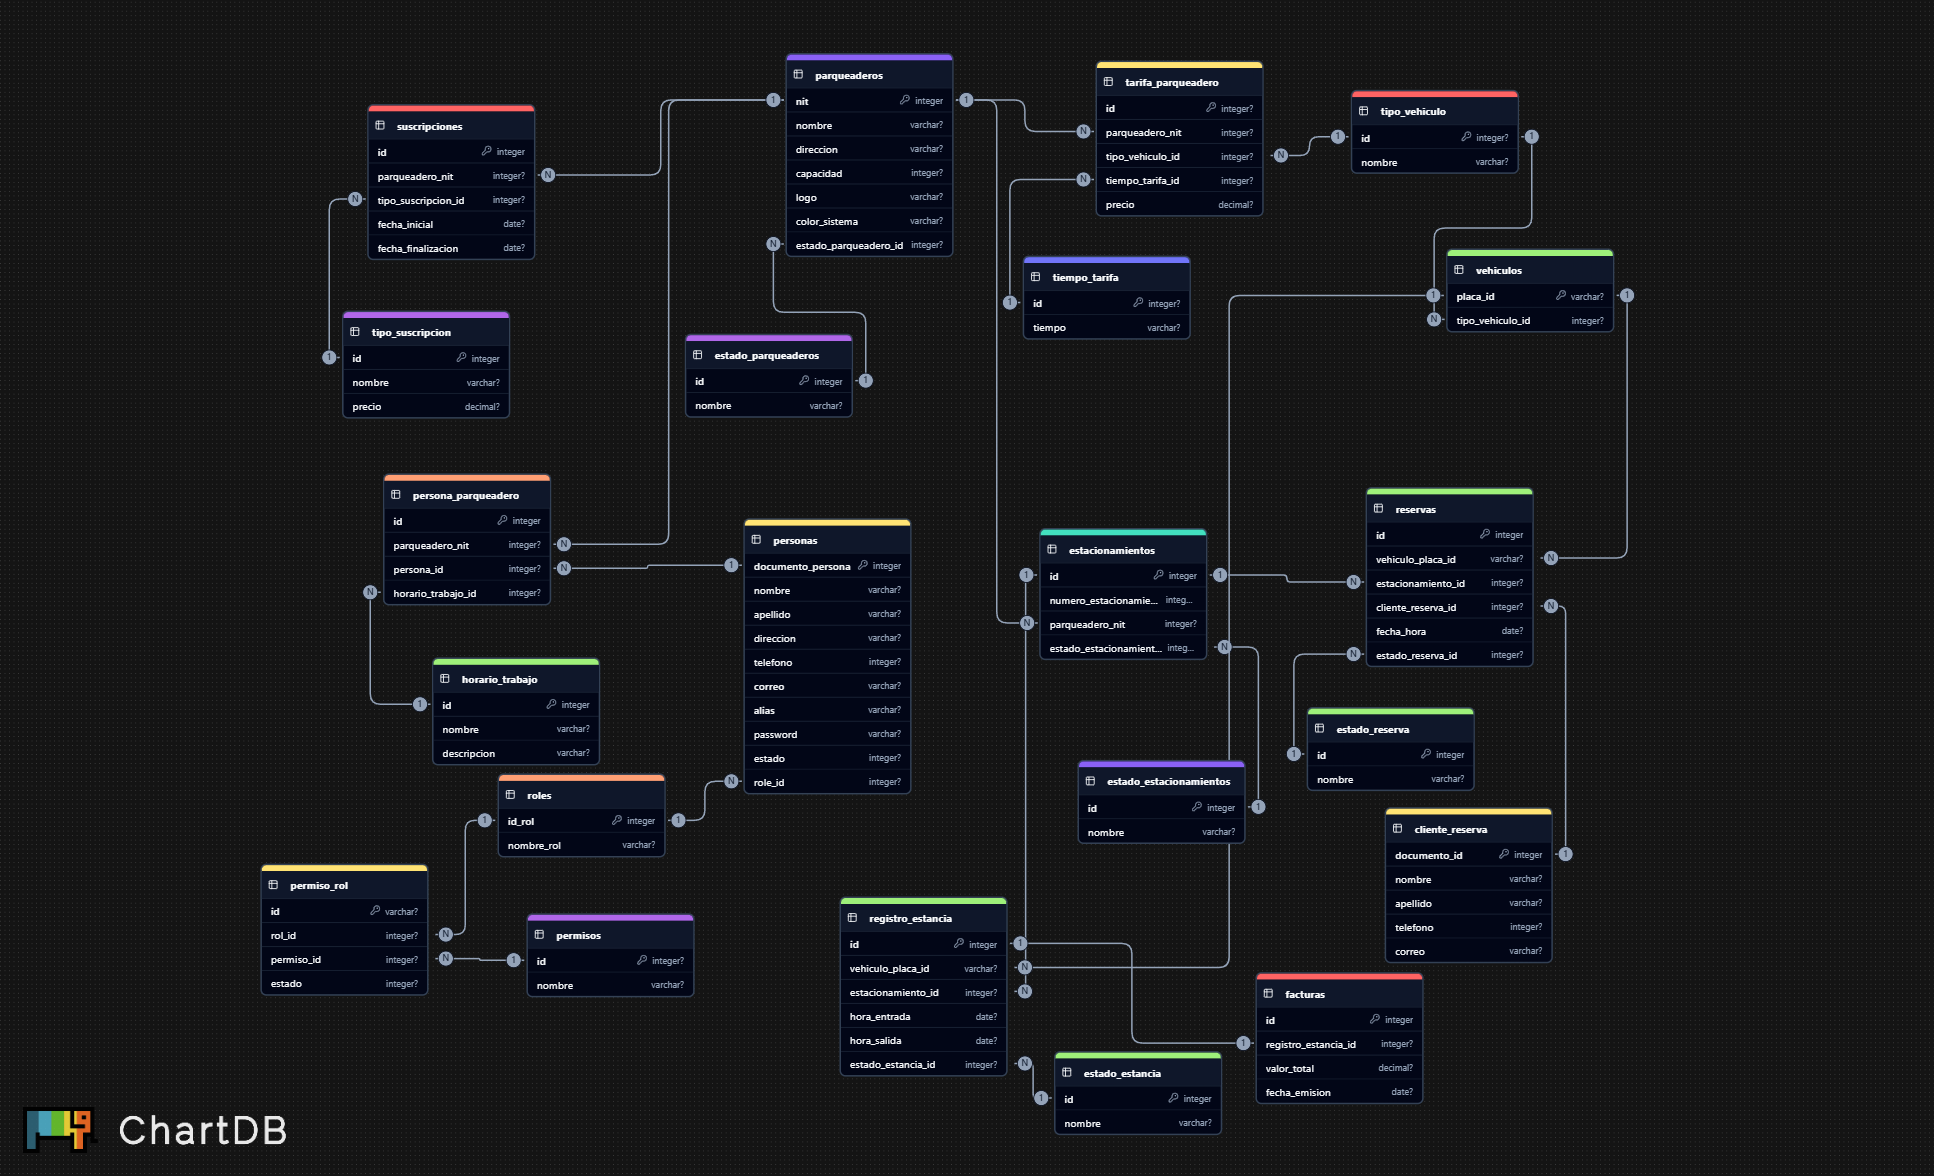 parqueaderos
nit integer
nombre varchar?
direccion varchar?
capacidad integer?
logo varchar?
color_sistema varchar?
estado_parqueadero_id integer?
tarifa_parqueadero
id integer?
parqueadero_nit integer?
tipo_vehiculo_id integer?
tiempo_tarifa_id integer?
precio decimal?
tipo_vehiculo
id integer?
nombre varchar?
suscripciones
id integer
parqueadero_nit integer?
tipo_suscripcion_id integer?
fecha_inicial date?
fecha_finalizacion date?
vehiculos
placa_id varchar?
tipo_vehiculo_id integer?
tiempo_tarifa
id integer?
tiempo varchar?
tipo_suscripcion
id integer
nombre varchar?
precio decimal?
estado_parqueaderos
id integer
nombre varchar?
persona_parqueadero
id integer
parqueadero_nit integer?
persona_id integer?
horario_trabajo_id integer?
personas
documento_persona integer
nombre varchar?
apellido varchar?
direccion varchar?
telefono integer?
correo varchar?
alias varchar?
password varchar?
estado integer?
role_id integer?
estacionamientos
id integer
numero_estacionamie... integ...
parqueadero_nit integer?
estado_estacionamient... integ...
reservas
id integer
vehiculo_placa_id varchar?
estacionamiento_id integer?
cliente_reserva_id integer?
fecha_hora date?
estado_reserva_id integer?
horario_trabajo
id integer
nombre varchar?
descripcion varchar?
estado_reserva
id integer
nombre varchar?
roles
id_rol integer
nombre_rol varchar?
estado_estacionamientos
id integer
nombre varchar?
cliente_reserva
documento_id integer
nombre varchar?
apellido varchar?
telefono integer?
correo varchar?
permiso_rol
id varchar?
rol_id integer?
permiso_id integer?
estado integer?
permisos
id integer?
nombre varchar?
registro_estancia
id integer
vehiculo_placa_id varchar?
estacionamiento_id integer?
hora_entrada date?
hora_salida date?
estado_estancia_id integer?
facturas
id integer
registro_estancia_id integer?
valor_total decimal?
fecha_emision date?
estado_estancia
id integer
nombre varchar?
ChartDB